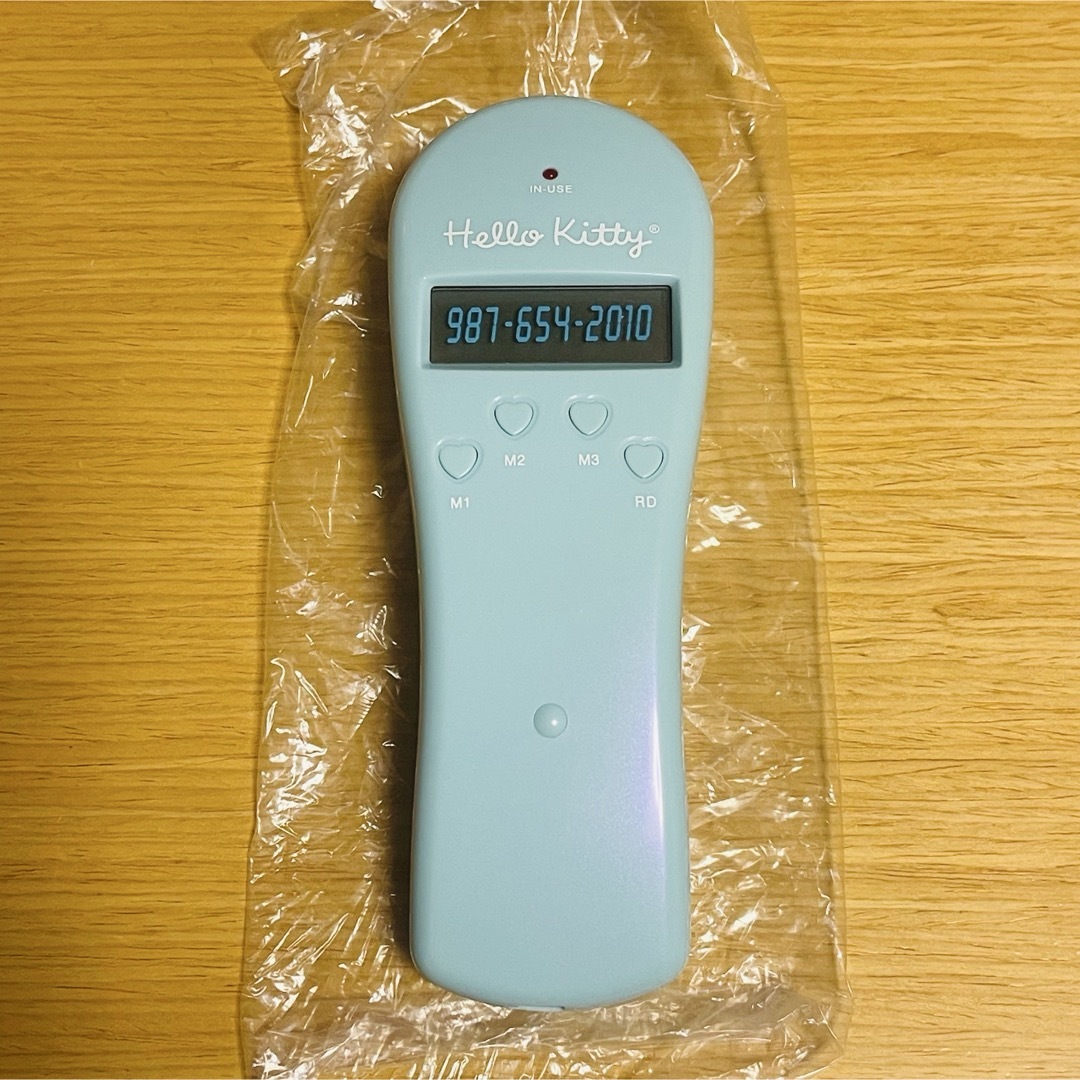 IN-USE
Hello Kitty®
987-654-2010
M2 M3
M1 RD